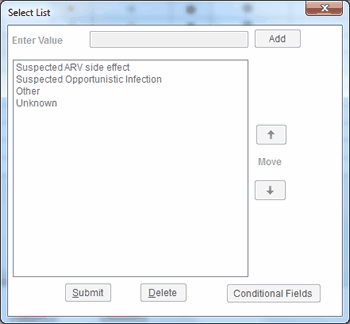 Select List
Enter Value
Add
Suspected ARV side effect
Suspected Opportunistic Infection
Other
Unknown
Move
Submit
Delete
Conditional Fields